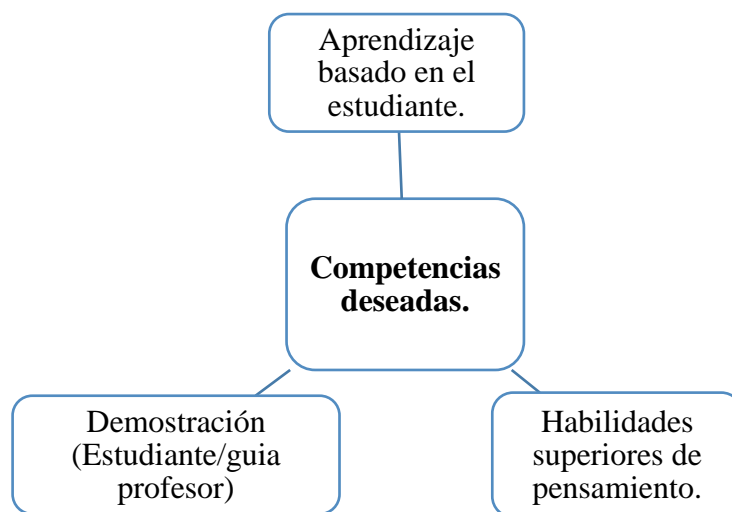 Aprendizaje
basado en el
estudiante.
Competencias
deseadas.
Demostración
(Estudiante/guia
profesor)
Habilidades
superiores de
pensamiento.